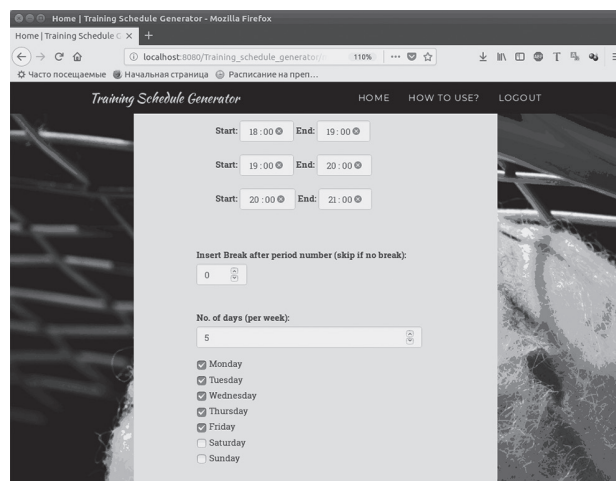 Home | Training Schedule Generator - Mozilla Firefox
Home | Training Schedule G × +
localhost:8080/Training_schedule_generator/ 110%
Часто посещаемые Начальная страница Расписание на преп…
Training Schedule Generator HOME HOW TO USE? LOGOUT
Start: 18:00 End: 19:00
Start: 19:00 End: 20:00
Start: 20:00 End: 21:00
Insert Break after period number (skip if no break):
0
No. of days (per week):
5
Monday
Tuesday
Wednesday
Thursday
Friday
Saturday
Sunday